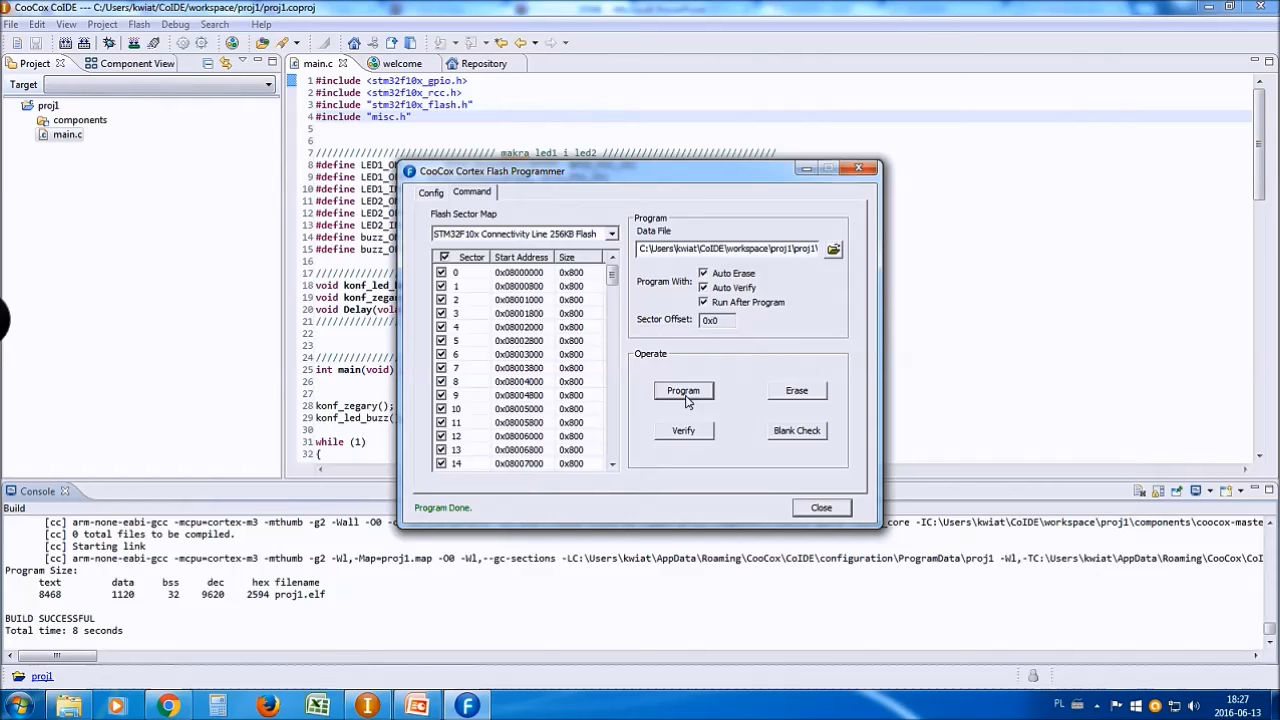 CooCox CoIDE --- C:/Users/kwiat/CoIDE/workspace/proj1/proj1.coproj
File Edit View Project Flash Debug Search Help
Project Component View
Target
proj1
components
main.c
main.c welcome Repository
1 #include <stm32f10x_gpio.h>
2 #include <stm32f10x_rcc.h>
3 #include "stm32f10x_flash.h"
4 #include "misc.h"
5
6
7 //////////////////////////////// makra led1 i led2 ////////////////////////////////
8 #define LED1_O
9 #define LED1_O
10 #define LED1_I
11 #define LED2_O
12 #define LED2_O
13 #define LED2_I
14 #define buzz_O
15 #define buzz_O
16
17 //////////////
18 void konf_led_
19 void konf_zega
20 void Delay(vol
21 //////////////
22
23
24 //////////////
25 int main(void)
26
28 konf_zegary();
29 konf_led_buzz(
30
31 while (1)
32 {
CooCox Cortex Flash Programmer
Config Command
Flash Sector Map
STM32F10x Connectivity Line 256KB Flash
Sector Start Address Size
0 0x08000000 0x800
1 0x08000800 0x800
2 0x08001000 0x800
3 0x08001800 0x800
4 0x08002000 0x800
5 0x08002800 0x800
6 0x08003000 0x800
7 0x08003800 0x800
8 0x08004000 0x800
9 0x08004800 0x800
10 0x08005000 0x800
11 0x08005800 0x800
12 0x08006000 0x800
13 0x08006800 0x800
14 0x08007000 0x800
Program
Data File
C:\Users\kwiat\CoIDE\workspace\proj1\proj1\
Program With:
Auto Erase
Auto Verify
Run After Program
Sector Offset: 0x0
Operate
Program Erase
Verify Blank Check
Program Done.
Close
Console
Build
[cc] arm-none-eabi-gcc -mcpu=cortex-m3 -mthumb -g2 -Wall -O0 core -IC:\Users\kwiat\CoIDE\workspace\proj1\components\coocox-maste
[cc] 0 total files to be compiled.
[cc] Starting link
[cc] arm-none-eabi-gcc -mcpu=cortex-m3 -mthumb -g2 -Wl,-Map=proj1.map -O0 -Wl,--gc-sections -LC:\Users\kwiat\AppData\Roaming\CooCox\CoIDE\configuration\ProgramData\proj1 -Wl,-TC:\Users\kwiat\AppData\Roaming\CooCox\CoI
Program Size:
text data bss dec hex filename
8468 1120 32 9620 2594 proj1.elf
BUILD SUCCESSFUL
Total time: 8 seconds
proj1
PL
18:27
2016-06-13